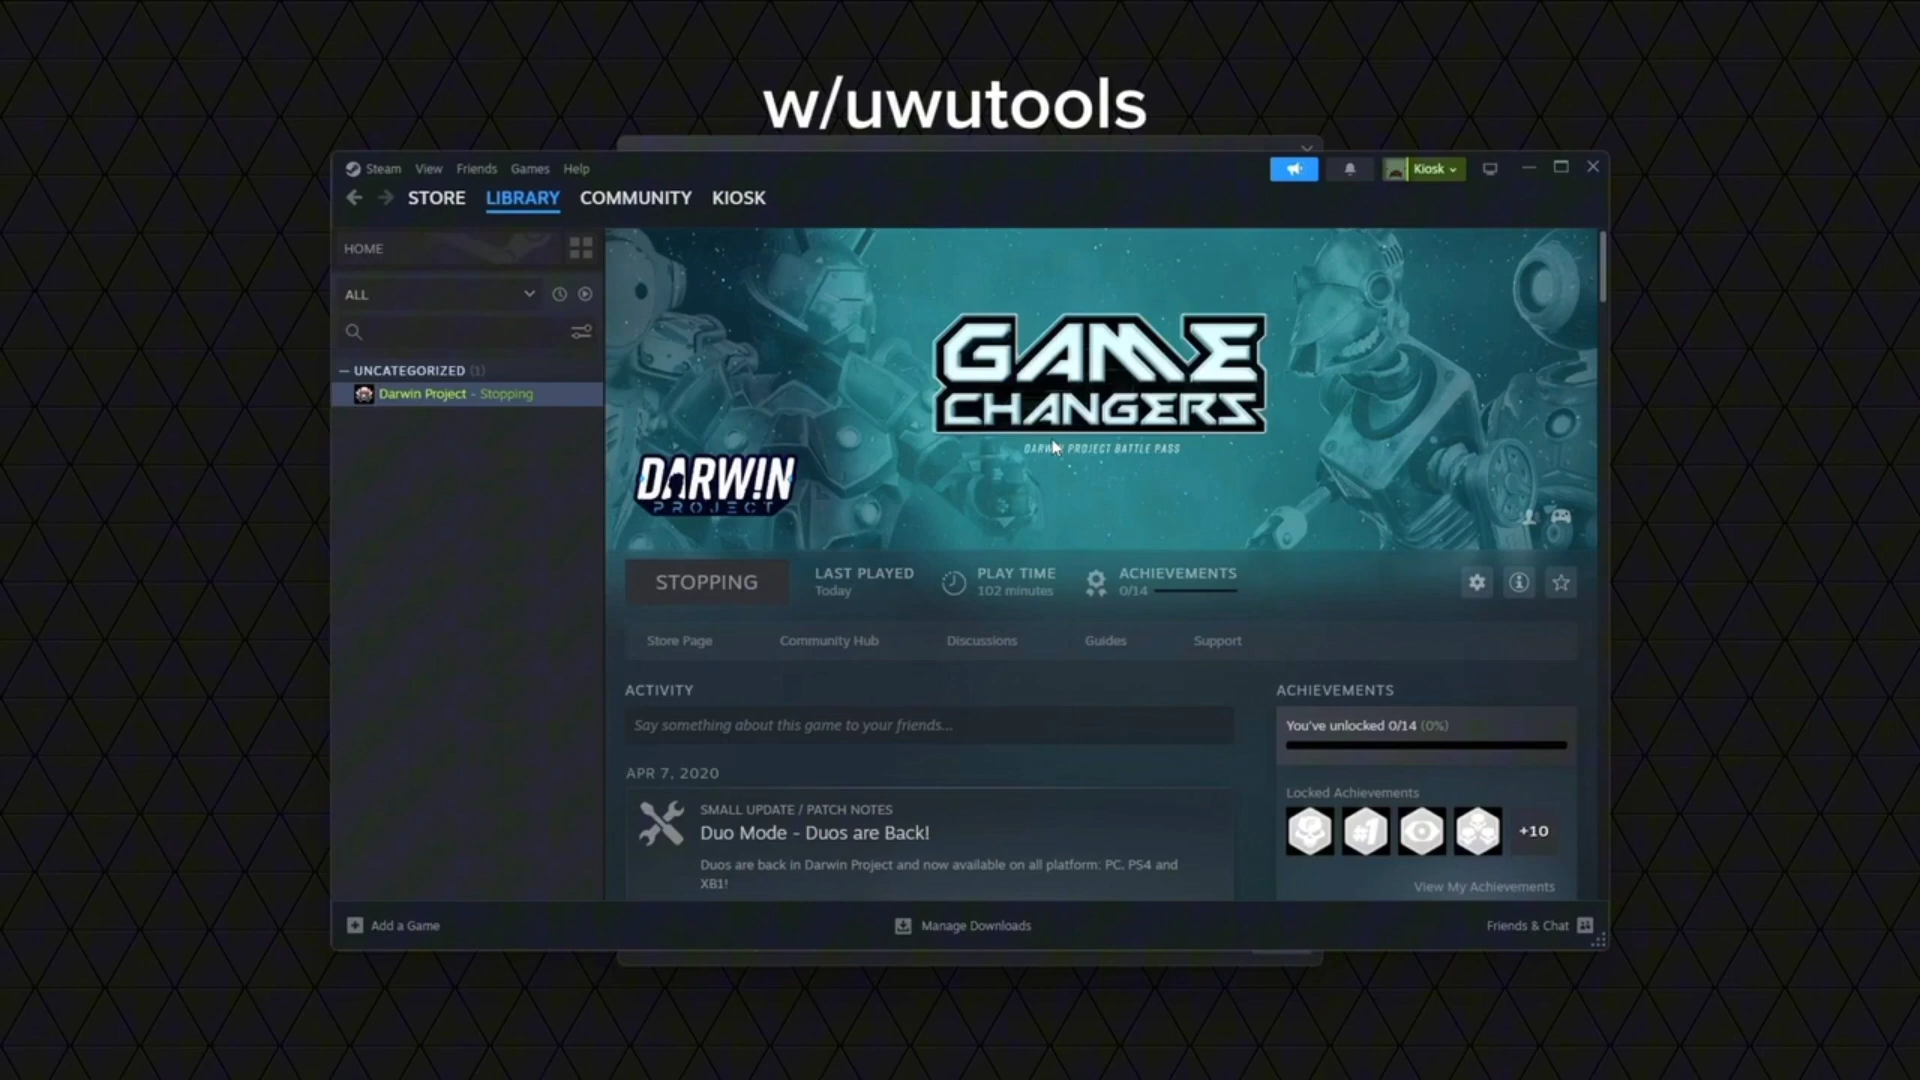 w/uwutools
Steam View Friends Games Help
Kiosk
STORE LIBRARY COMMUNITY KIOSK
HOME
ALL
— UNCATEGORIZED (1)
Darwin Project - Stopping
GAME
CHANGERS
DARWIN PROJECT BATTLE PASS
DARW!N
PROJECT
STOPPING
LAST PLAYED
Today
PLAY TIME
102 minutes
ACHIEVEMENTS
0/14
Store Page Community Hub Discussions Guides Support
ACTIVITY
Say something about this game to your friends...
APR 7, 2020
SMALL UPDATE / PATCH NOTES
Duo Mode - Duos are Back!
Duos are back in Darwin Project and now available on all platform: PC, PS4 and
XB1!
ACHIEVEMENTS
You've unlocked 0/14 (0%)
Locked Achievements
#1
+10
View My Achievements
Add a Game
Manage Downloads
Friends & Chat